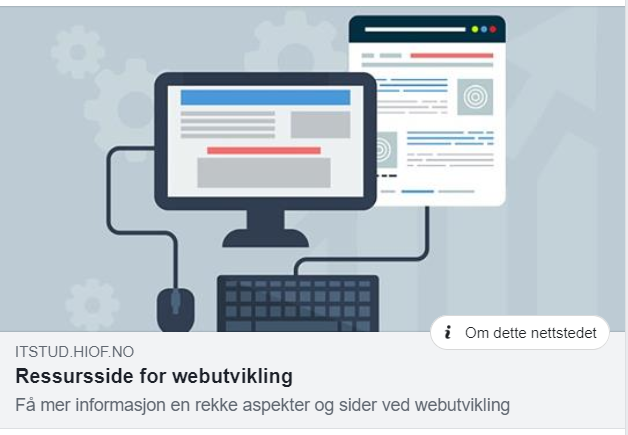 Om dette nettstedet
ITSTUD.HIOF.NO
Ressursside for webutvikling
Få mer informasjon en rekke aspekter og sider ved webutvikling